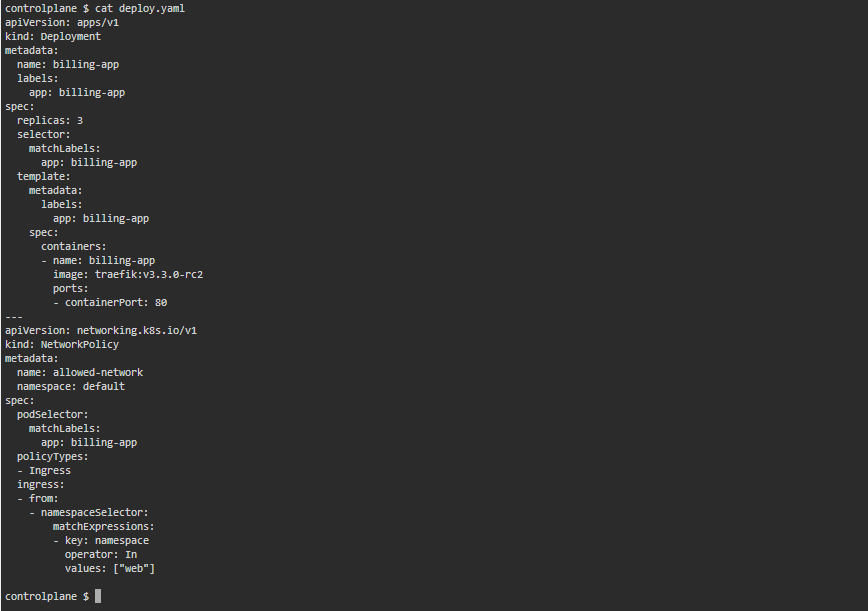 controlplane $ cat deploy.yaml
apiVersion: apps/v1
kind: Deployment
metadata:
  name: billing-app
  labels:
    app: billing-app
spec:
  replicas: 3
  selector:
    matchLabels:
      app: billing-app
  template:
    metadata:
      labels:
        app: billing-app
    spec:
      containers:
      - name: billing-app
        image: traefik:v3.3.0-rc2
        ports:
        - containerPort: 80
---
apiVersion: networking.k8s.io/v1
kind: NetworkPolicy
metadata:
  name: allowed-network
  namespace: default
spec:
  podSelector:
    matchLabels:
      app: billing-app
  policyTypes:
  - Ingress
  ingress:
  - from:
    - namespaceSelector:
        matchExpressions:
        - key: namespace
          operator: In
          values: ["web"]

controlplane $